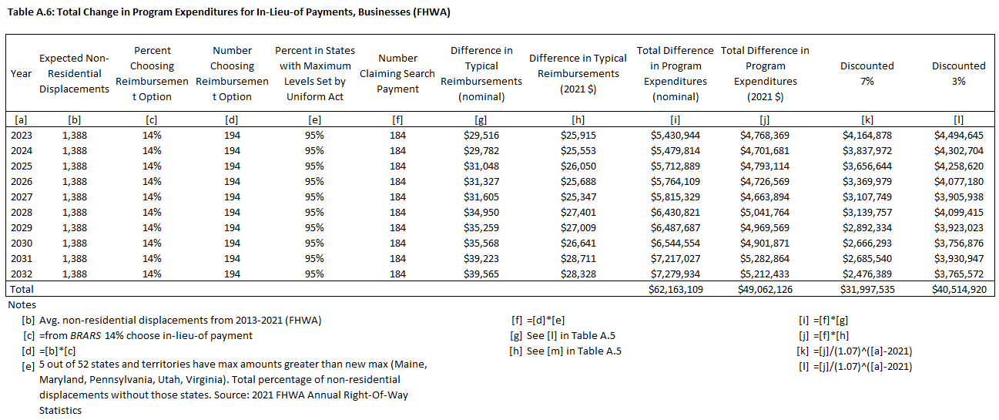 Table A.6: Total Change in Program Expenditures for In-Lieu-of Payments, Businesses (FHWA)
Year Expected Non-Residential Displacements Percent Choosing Reimbursemen t Option Number Choosing Reimbursemen t Option Percent in States with Maximum Levels Set by Uniform Act Number Claiming Search Payment Difference in Typical Reimbursements (nominal) Difference in Typical Reimbursements (2021 $) Total Difference in Program Expenditures (nominal) Total Difference in Program Expenditures (2021 $) Discounted 7% Discounted 3%
[a] [b] [c] [d] [e] [f] [g] [h] [i] [j] [k] [l]
2023 1,388 14% 194 95% 184 $29,516 $25,915 $5,430,944 $4,768,369 $4,164,878 $4,494,645
2024 1,388 14% 194 95% 184 $29,782 $25,553 $5,479,814 $4,701,681 $3,837,972 $4,302,704
2025 1,388 14% 194 95% 184 $31,048 $26,050 $5,712,889 $4,793,114 $3,656,644 $4,258,620
2026 1,388 14% 194 95% 184 $31,327 $25,688 $5,764,109 $4,726,569 $3,369,979 $4,077,180
2027 1,388 14% 194 95% 184 $31,605 $25,347 $5,815,329 $4,663,894 $3,107,749 $3,905,938
2028 1,388 14% 194 95% 184 $34,950 $27,401 $6,430,821 $5,041,764 $3,139,757 $4,099,415
2029 1,388 14% 194 95% 184 $35,259 $27,009 $6,487,687 $4,969,569 $2,892,334 $3,923,023
2030 1,388 14% 194 95% 184 $35,568 $26,641 $6,544,554 $4,901,871 $2,666,293 $3,756,876
2031 1,388 14% 194 95% 184 $39,223 $28,711 $7,217,027 $5,282,864 $2,685,540 $3,930,947
2032 1,388 14% 194 95% 184 $39,565 $28,328 $7,279,934 $5,212,433 $2,476,389 $3,765,572
Total $62,163,109 $49,062,126 $31,997,535 $40,514,920
Notes
[b] Avg. non-residential displacements from 2013-2021 (FHWA)
[c] =from BRARS 14% choose in-lieu-of payment
[d] =[b]*[c]
[e] 5 out of 52 states and territories have max amounts greater than new max (Maine,
Maryland, Pennsylvania, Utah, Virginia). Total percentage of non-residential
displacements without those states. Source: 2021 FHWA Annual Right-Of-Way
Statistics
[f] =[d]*[e]
[g] See [l] in Table A.5
[h] See [m] in Table A.5
[i] =[f]*[g]
[j] =[f]*[h]
[k] =[j]/(1.07)^([a]-2021)
[l] =[j]/(1.07)^([a]-2021)